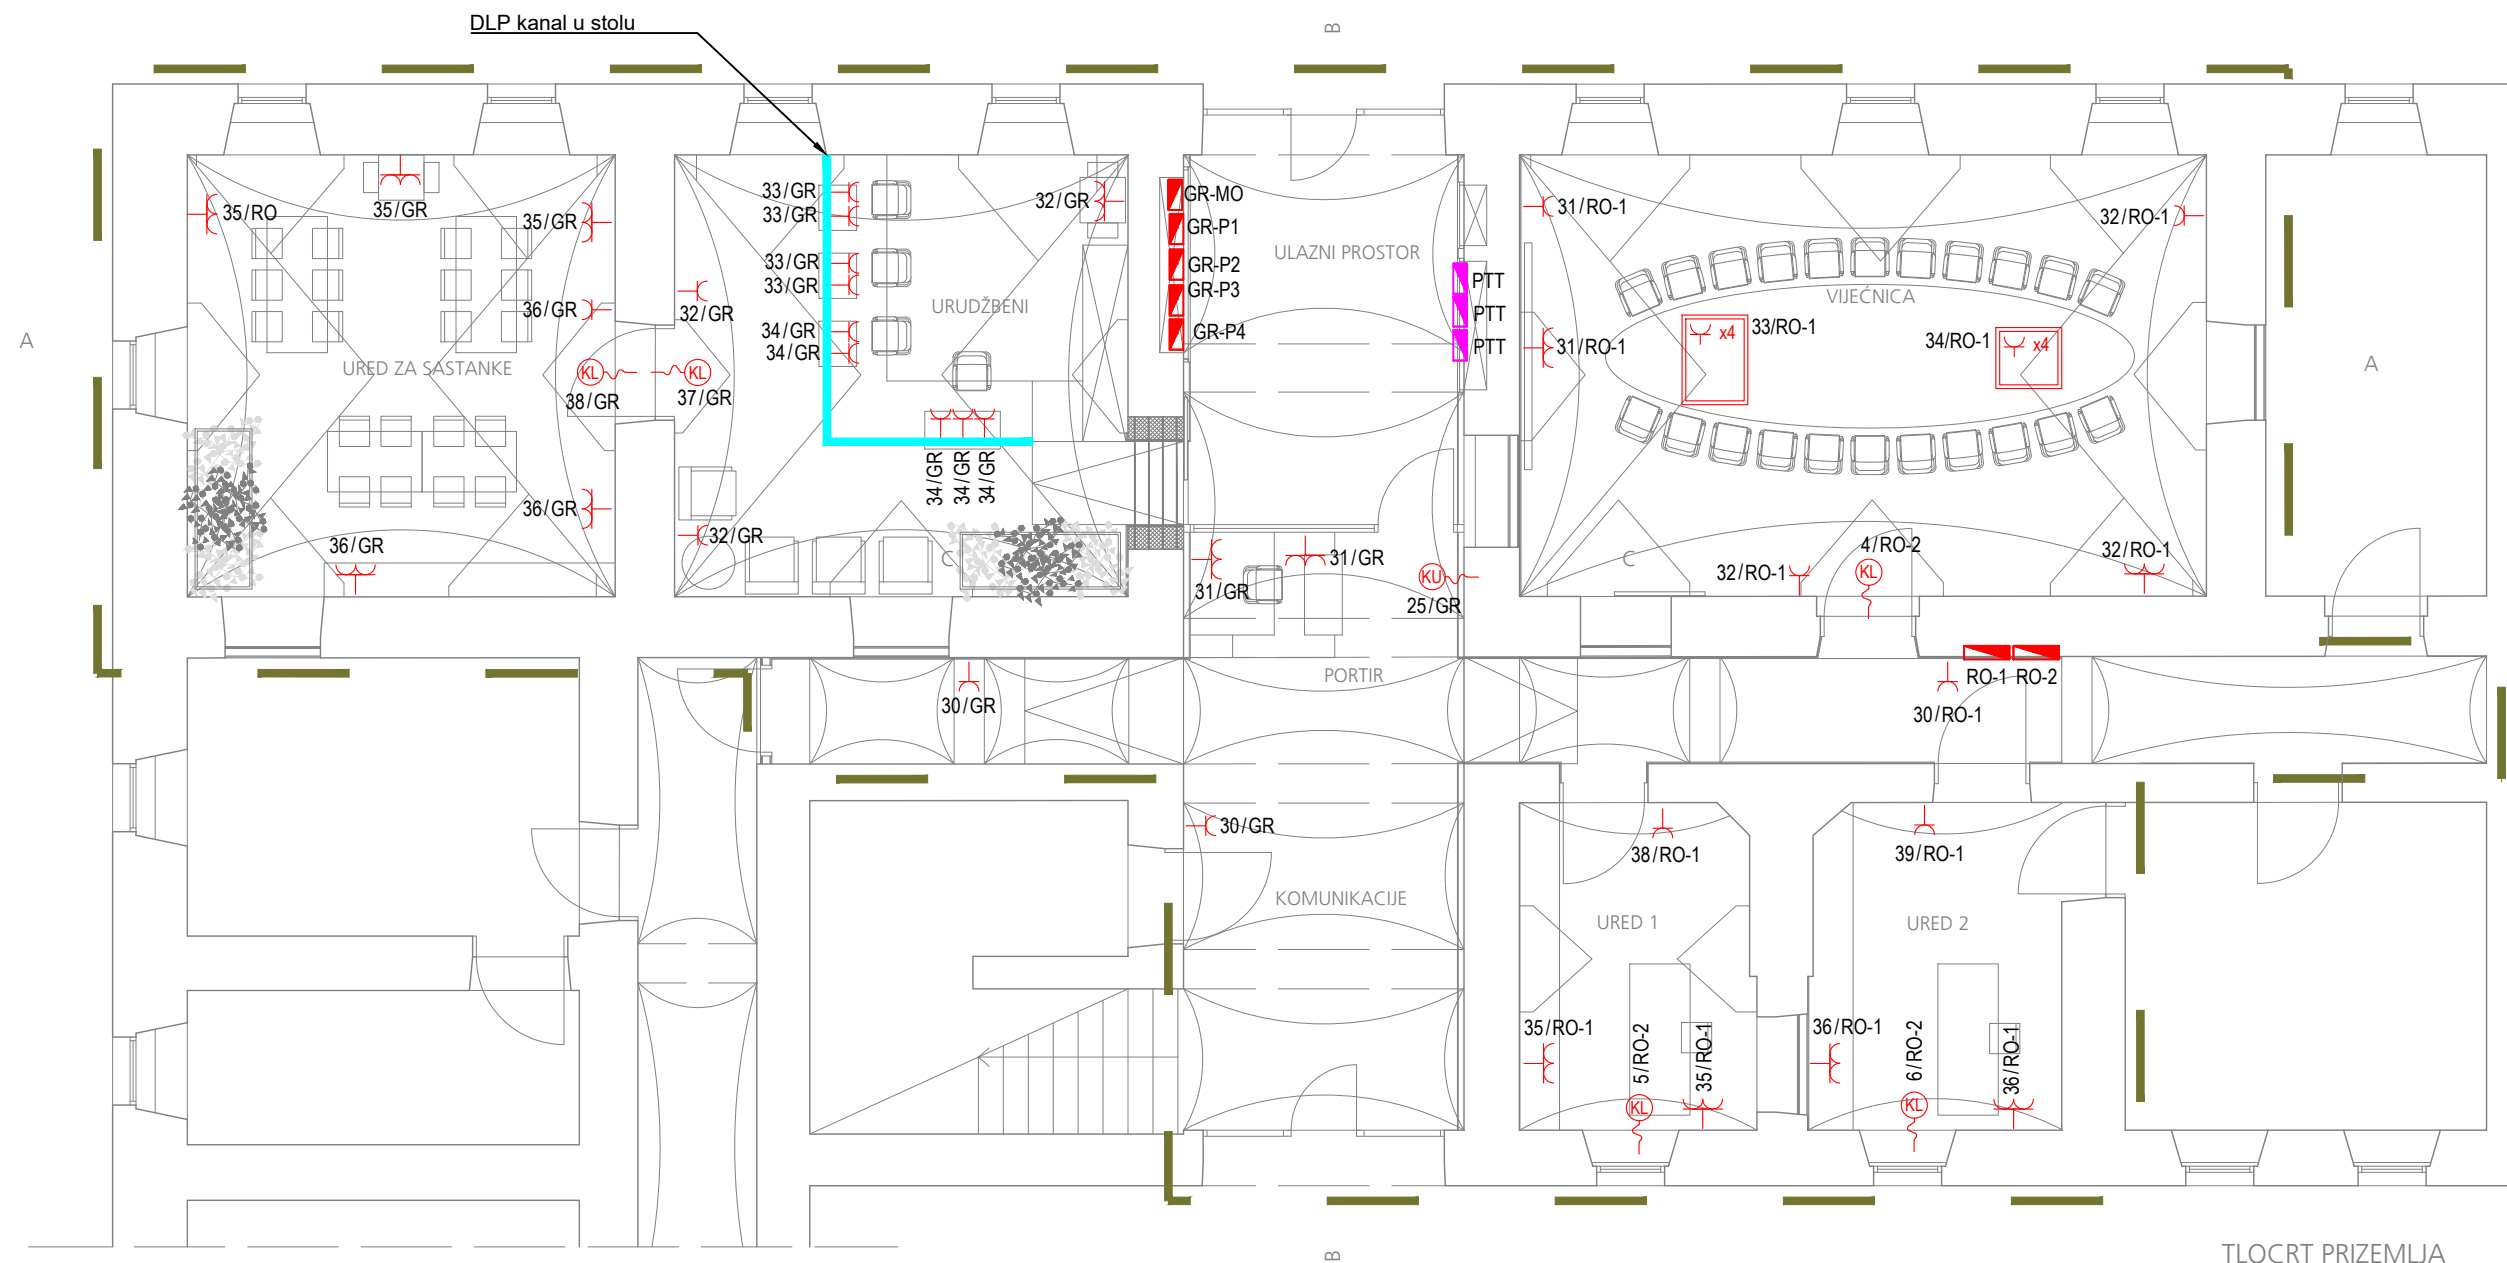 DLP kanal u stolu
B
33/GR
33/GR
32/GR
GR-MO
35/RO
35/GR
35/GR
GR-P1
31/RO-1
32/RO-1
ULAZNI PROSTOR
33/GR
33/GR
GR-P2
GR-P3
PTT
VIJEĆNICA
36/GR
32/GR
URUDŽBENI
PTT
34/GR
34/GR
GR-P4
PTT
31/RO-1
x4
33/RO-1
34/RO-1
x4
A
A
URED ZA SASTANKE
KL
38/GR
KL
37/GR
34/GR
34/GR
34/GR
36/GR
36/GR
32/GR
C
31/GR
31/GR
KU
25/GR
C
32/RO-1
4/RO-2
KL
32/RO-1
30/GR
PORTIR
RO-1
RO-2
30/RO-1
30/GR
38/RO-1
39/RO-1
KOMUNIKACIJE
URED 1
URED 2
35/RO-1
5/RO-2
35/RO-1
36/RO-1
6/RO-2
36/RO-1
KL
KL
B
TLOCRT PRIZEMLJA